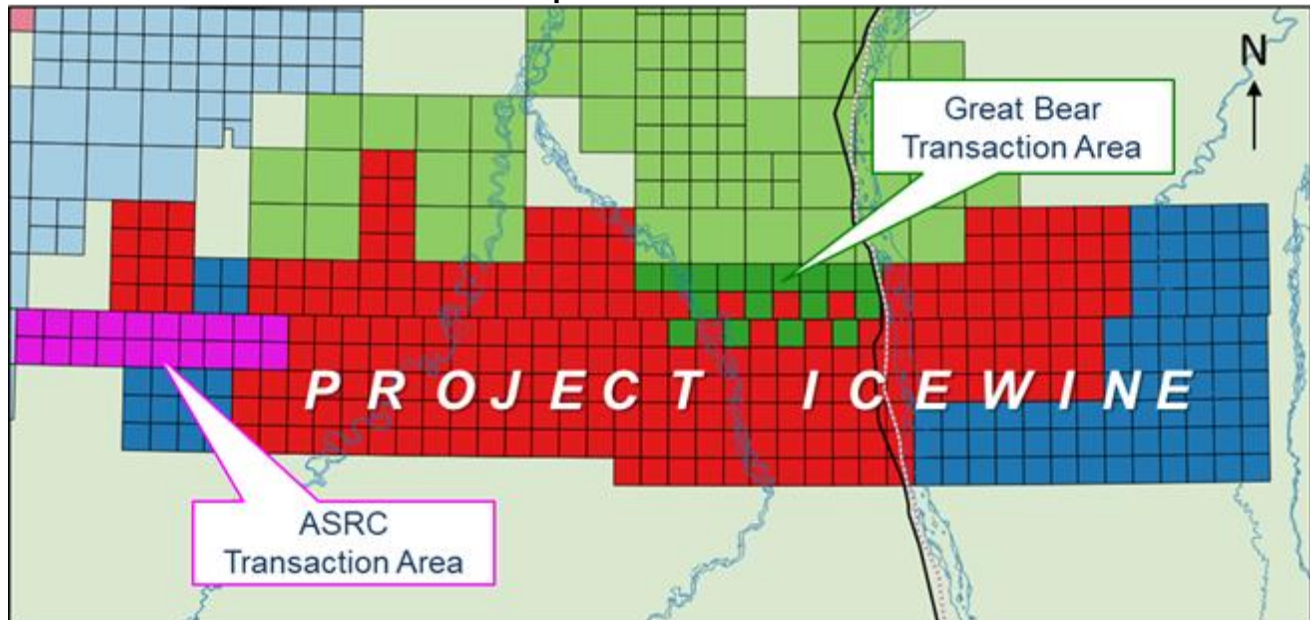 N
Great Bear
Transaction Area
PROJECT ICEWINE
ASRC
Transaction Area